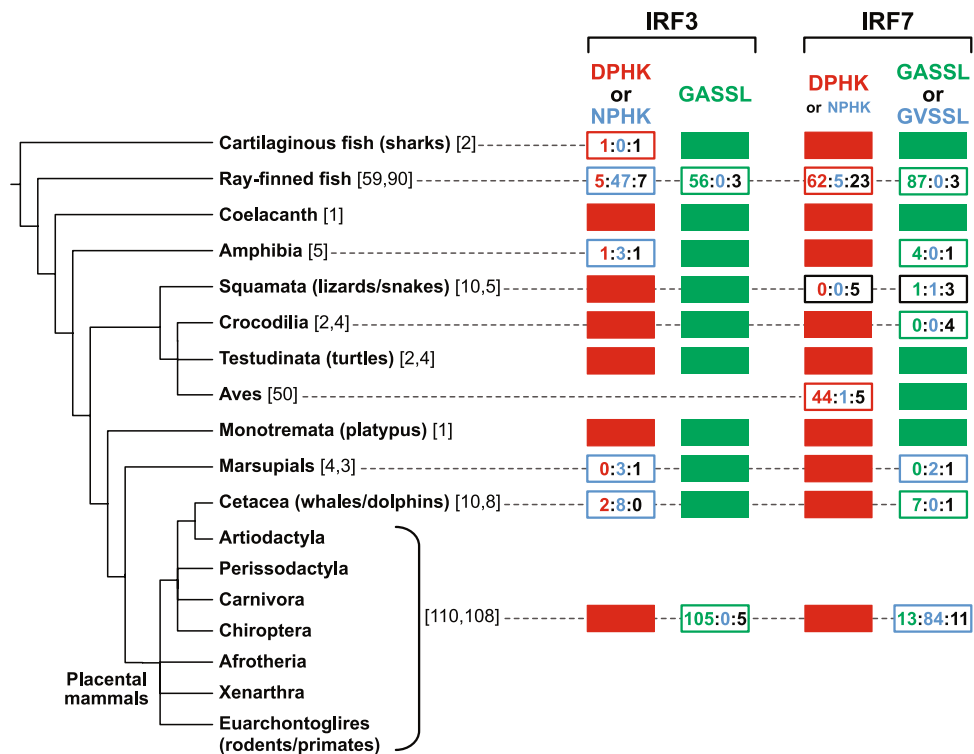 IRF3 IRF7
DPHK or NPHK GASSL DPHK or NPHK GASSL or GVSSL
Cartilaginous fish (sharks) [2] 1:0:1
Ray-finned fish [59,90] 5:47:7 56:0:3 62:5:23 87:0:3
Coelacanth [1]
Amphibia [5] 1:3:1 4:0:1
Squamata (lizards/snakes) [10,5] 0:0:5 1:1:3
Crocodilia [2,4] 0:0:4
Testudinata (turtles) [2,4]
Aves [50] 44:1:5
Monotremata (platypus) [1]
Marsupials [4,3] 0:3:1 0:2:1
Cetacea (whales/dolphins) [10,8] 2:8:0 7:0:1
Artiodactyla
Perissodactyla
Carnivora
[110,108] 105:0:5 13:84:11
Chiroptera
Afrotheria
Placental mammals
Xenarthra
Euarchontoglires
(rodents/primates)